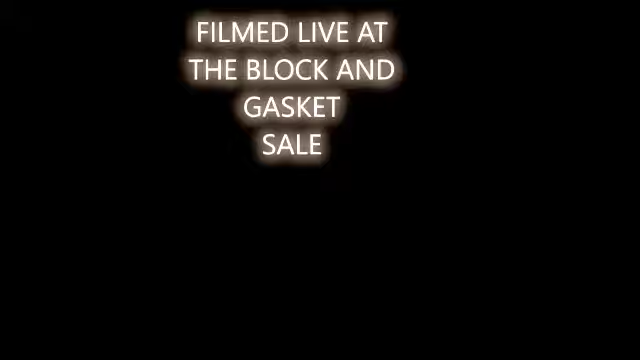 FILMED LIVE AT
THE BLOCK AND
GASKET
SALE